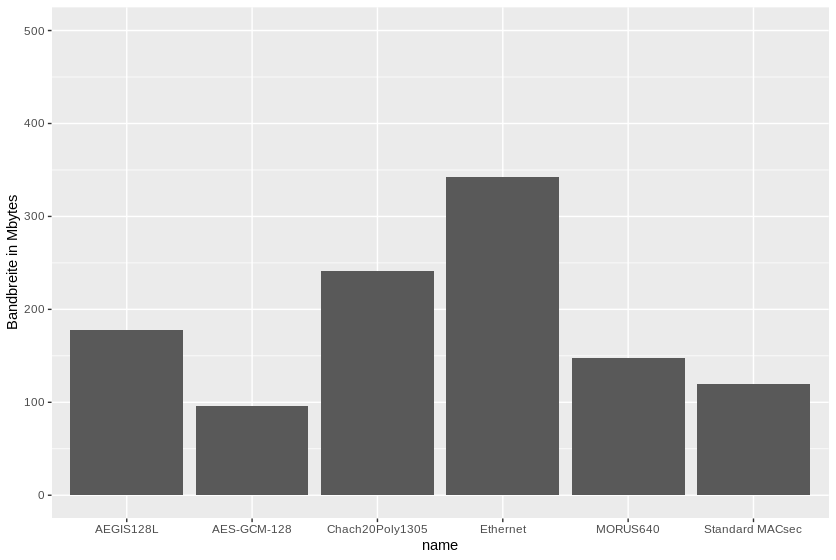 500
400
300
200
100
0
Bandbreite in Mbytes
AEGIS128L
AES-GCM-128
Chach20Poly1305
Ethernet
MORUS640
Standard MACsec
name